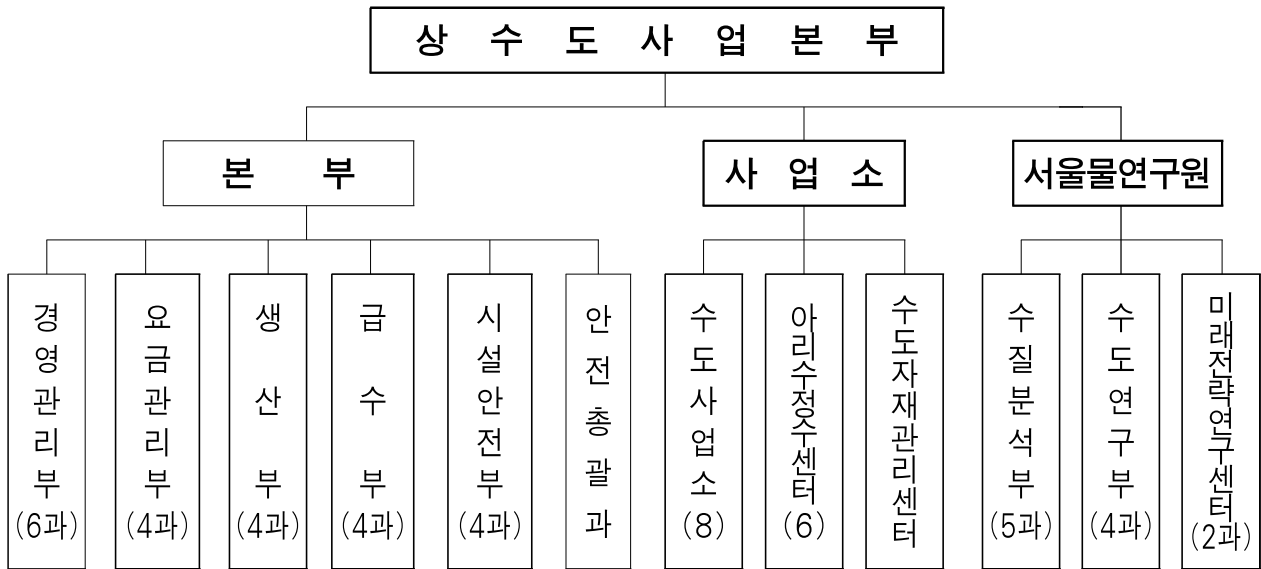 상 수 도 사 업 본 부
본 부
사 업 소
서울물연구원
경영관리부
(6과)
요금관리부
(4과)
생산부
(4과)
급수부
(4과)
시설안전부
(4과)
안전총괄과
수도사업소
(8)
아리수정수센터
(6)
수도자재관리센터
수질분석부
(5과)
수도연구부
(4과)
미래전략연구센터
(2과)